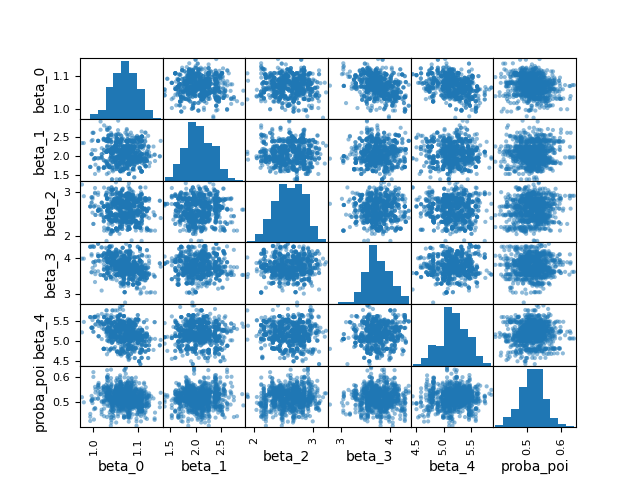 beta_0
1.1
1.0
beta_1
2.5
2.0
1.5
beta_2
3
2
beta_3
4
3
beta_4
5.5
5.0
4.5
proba_poi
0.6
0.5
1.0 1.1 1.5 2.0 2.5 2 3 3 4 4.5 5.0 5.5 0.5 0.6
beta_0 beta_1 beta_2 beta_3 beta_4 proba_poi